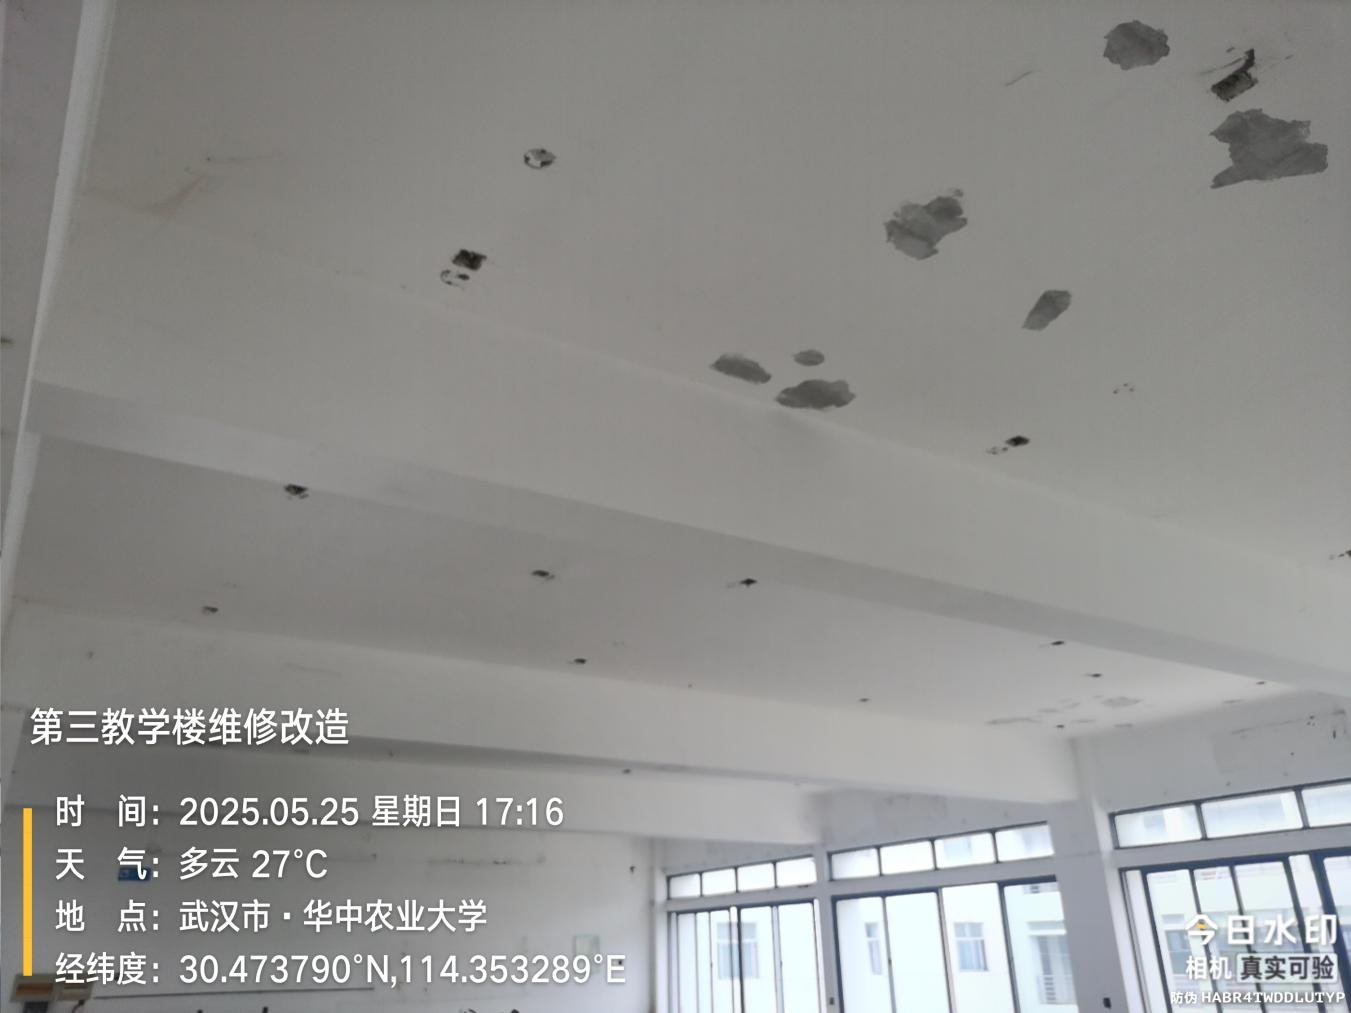 第三教学楼维修改造
时 间：2025.05.25 星期日 17:16
天 气：多云 27°C
地 点：武汉市·华中农业大学
经纬度：30.473790°N,114.353289°E
今日水印
相机 真实可验
防伪 HABR4TWDDLUTYP